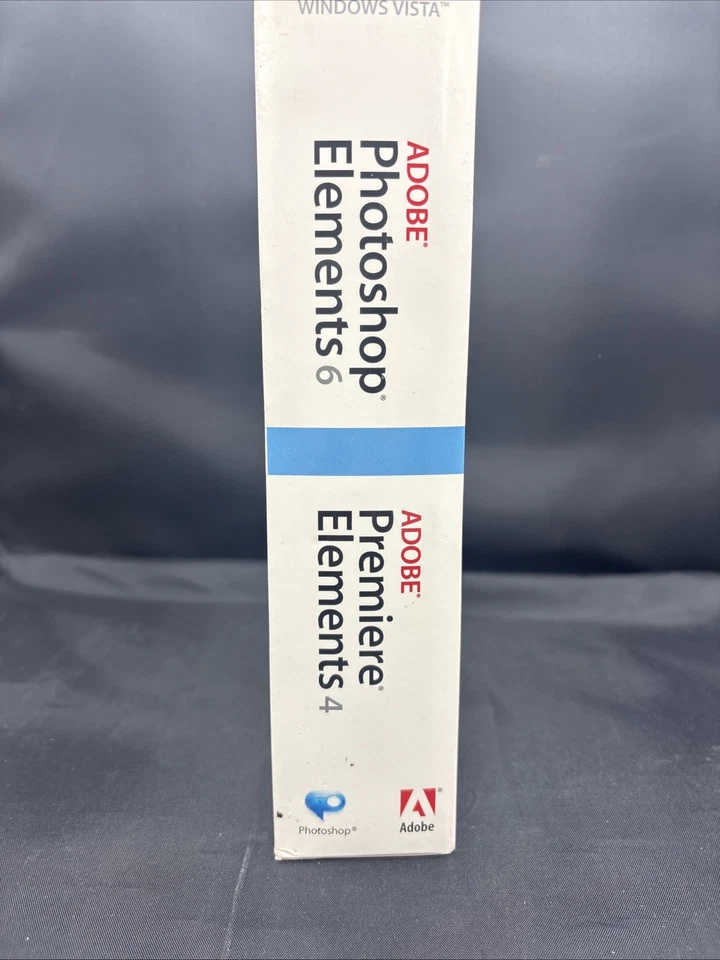 WINDOWS VISTA™
ADOBE®
Photoshop®
Elements 6
ADOBE®
Premiere®
Elements 4
Photoshop®
Adobe